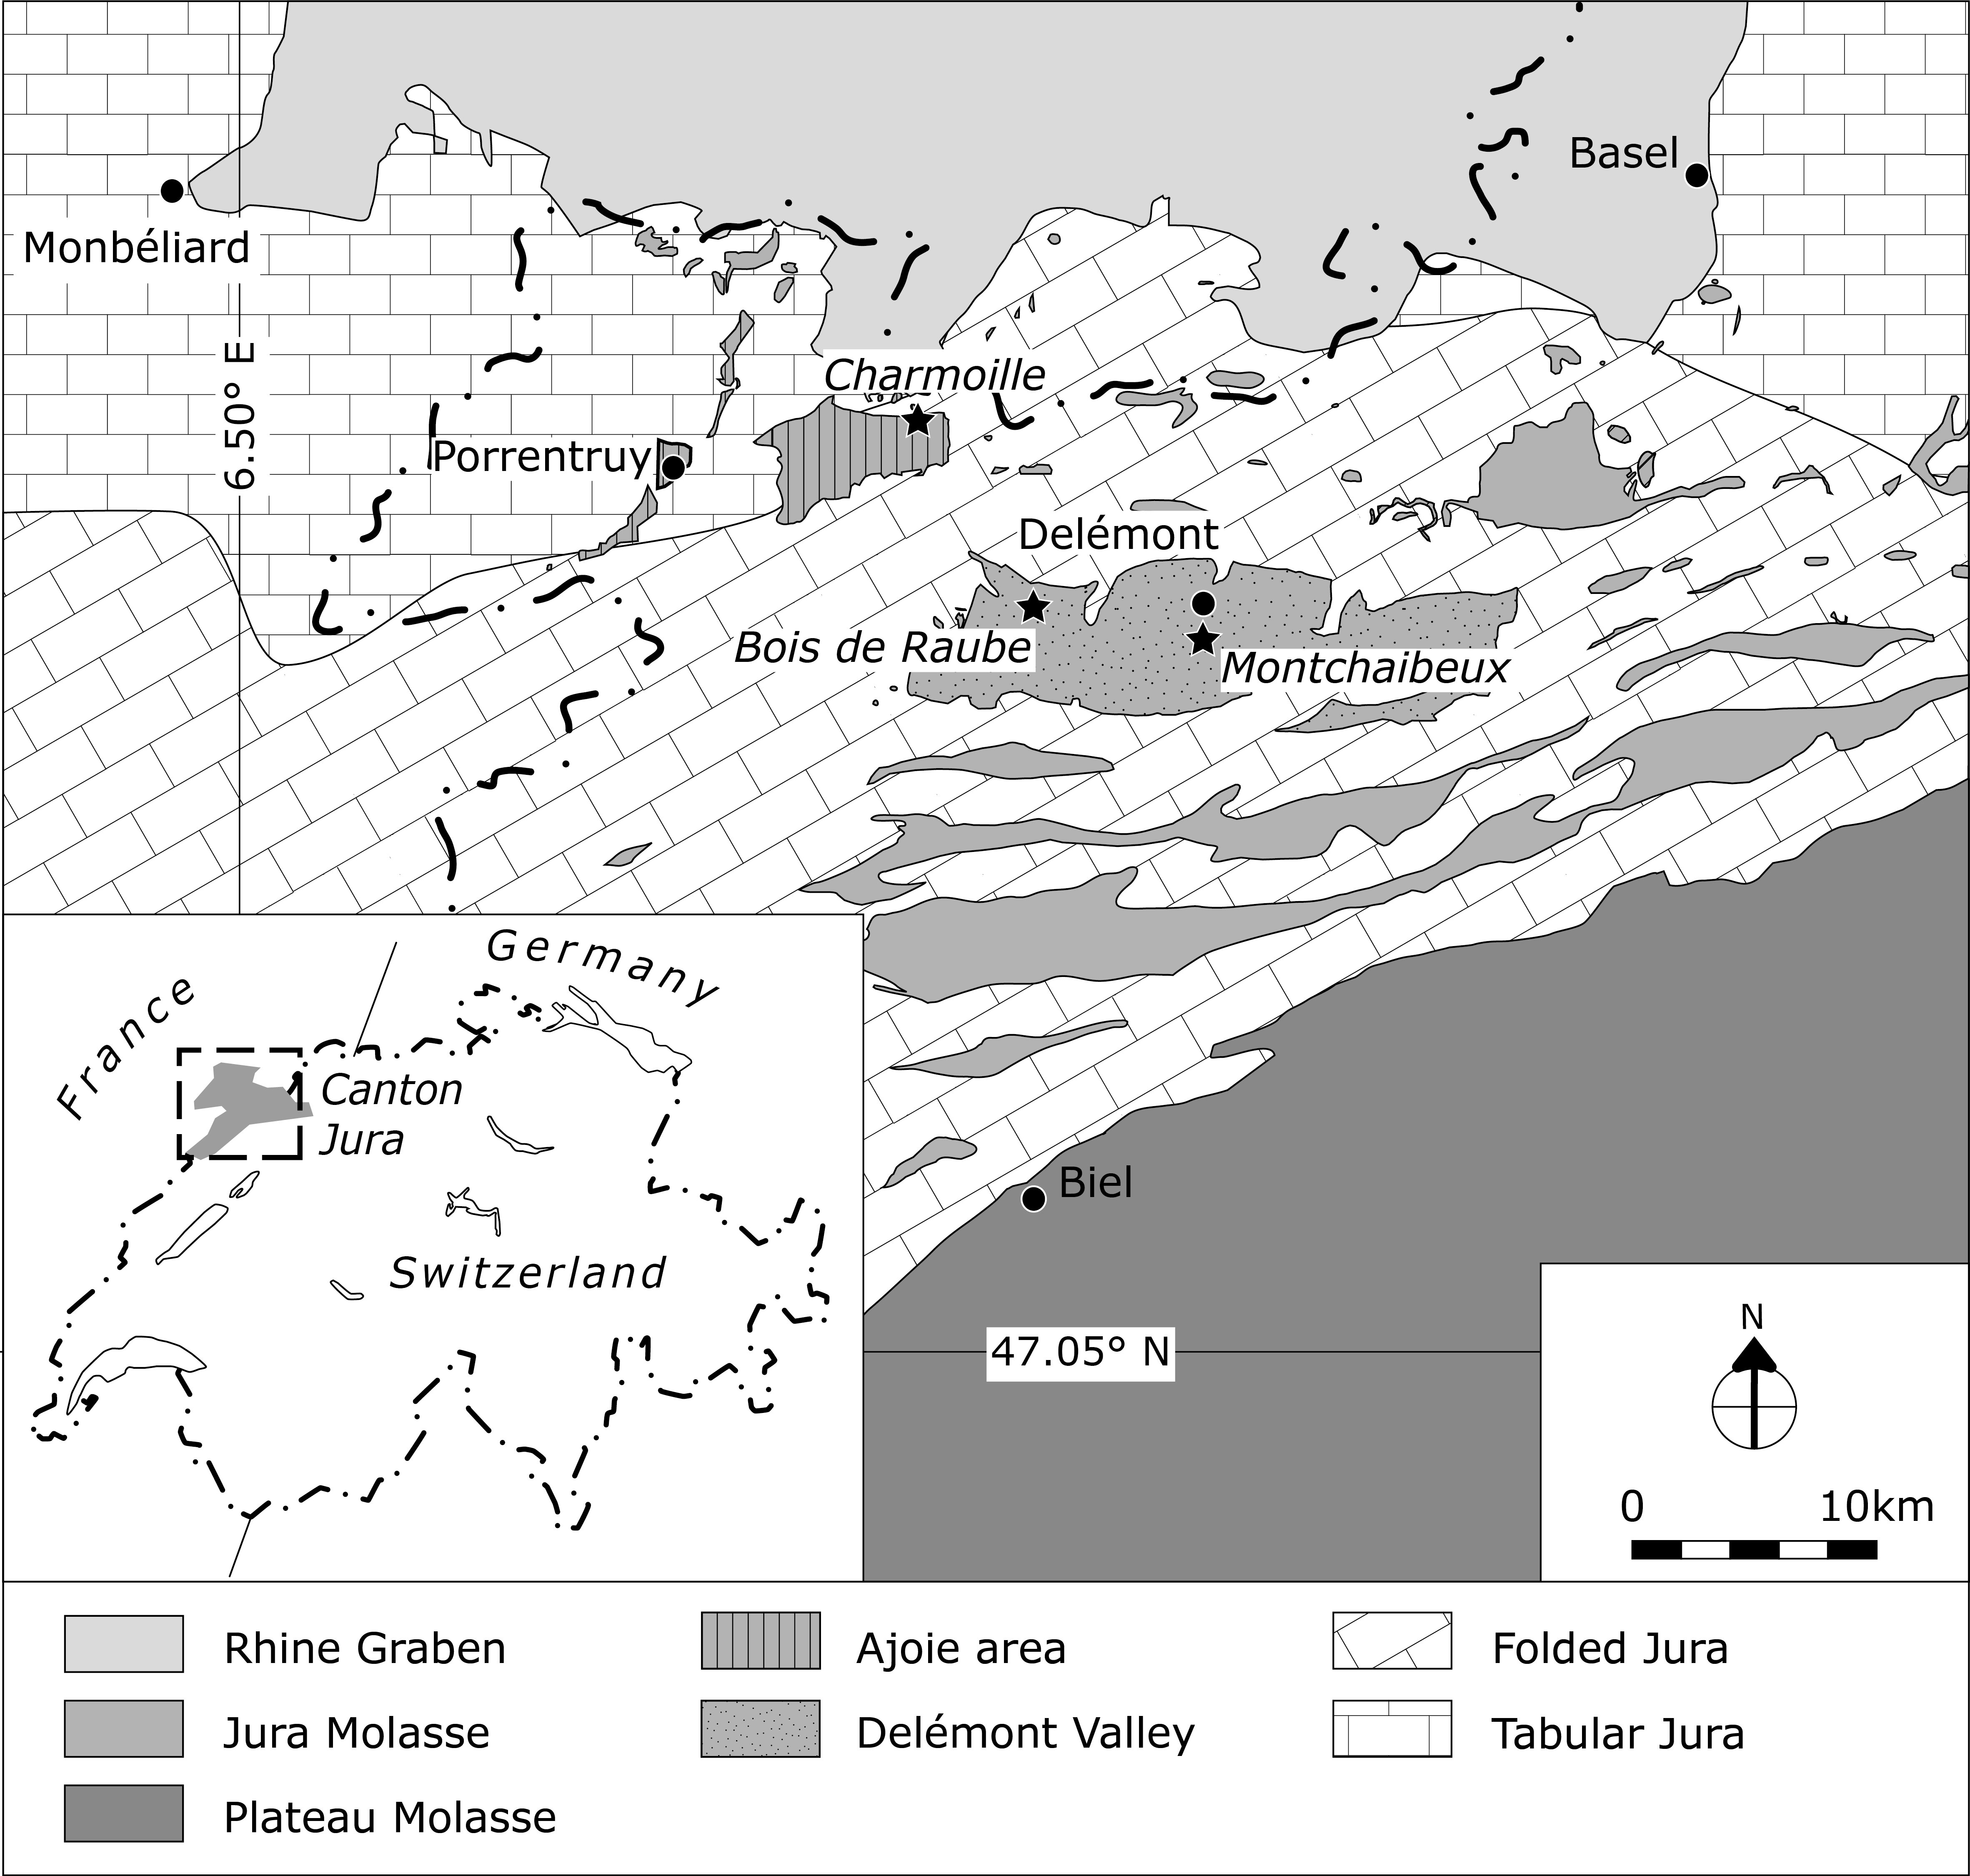 Basel
Monbéliard
6.50° E
Charmoille
Porrentruy
Delémont
Bois de Raube
Montchaibeux
Germany
France
Canton
Jura
Biel
Switzerland
47.05° N
N
0 10km
Rhine Graben
Ajoie area
Folded Jura
Jura Molasse
Delémont Valley
Tabular Jura
Plateau Molasse